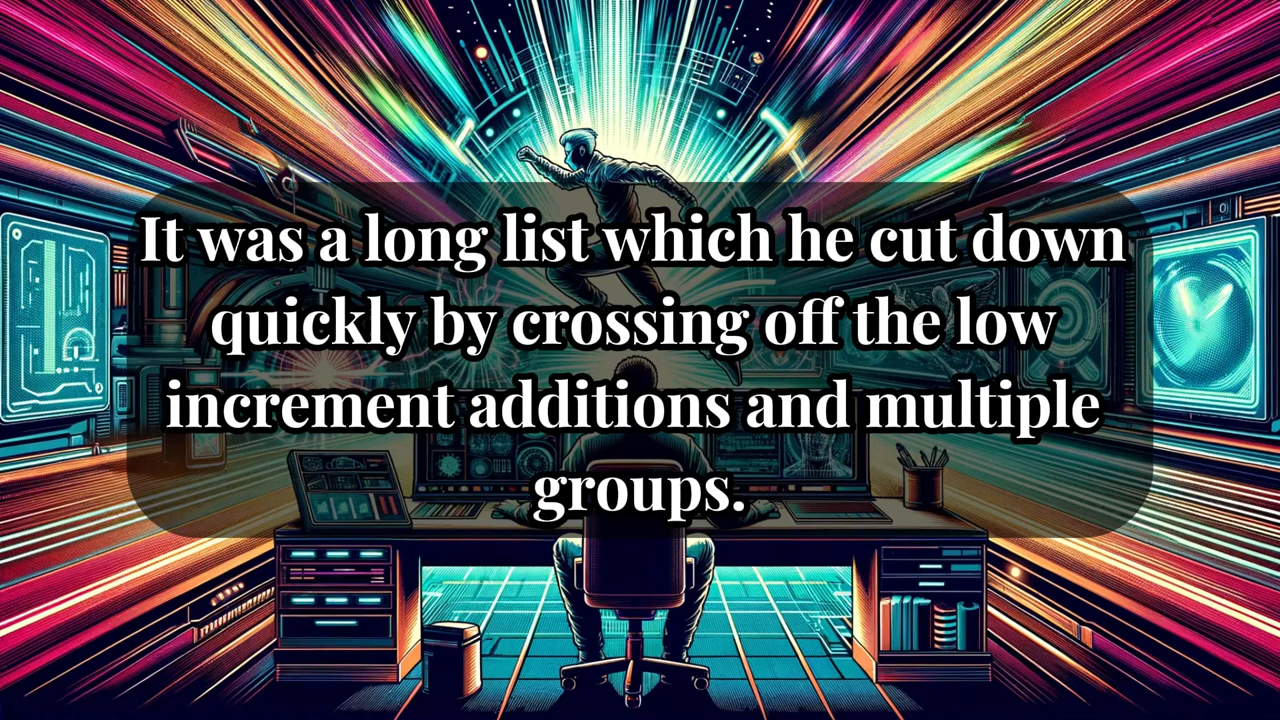 It was a long list which he cut down
quickly by crossing off the low
increment additions and multiple
groups.